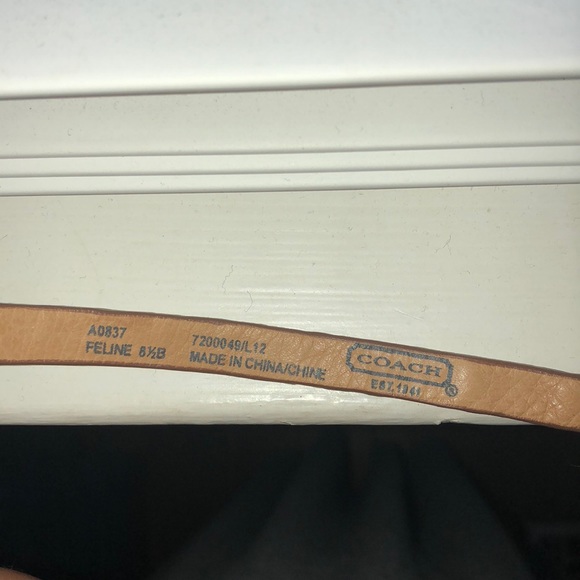 A0837
FELINE 6½B
7200049/L12
MADE IN CHINA/CHINE
COACH
EST. 1941